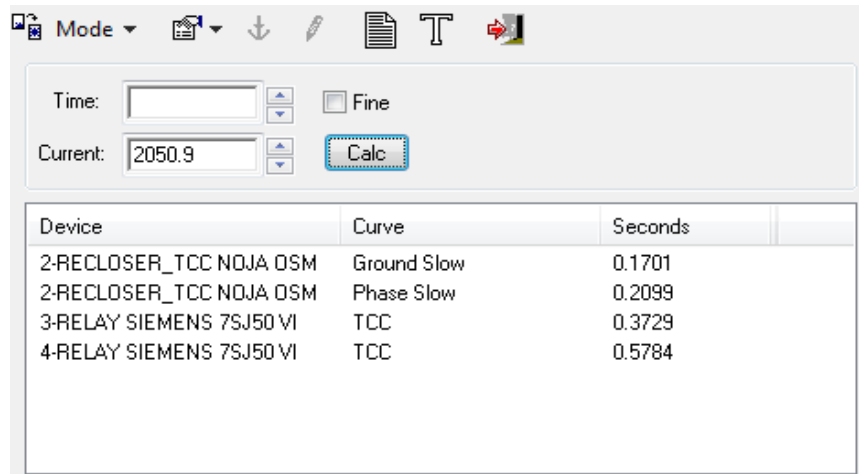 Mode
Time:
Fine
Current: 2050.9 Calc
Device Curve Seconds
2-RECLOSER_TCC NOJA OSM Ground Slow 0.1701
2-RECLOSER_TCC NOJA OSM Phase Slow 0.2099
3-RELAY SIEMENS 7SJ50 VI TCC 0.3729
4-RELAY SIEMENS 7SJ50 VI TCC 0.5784